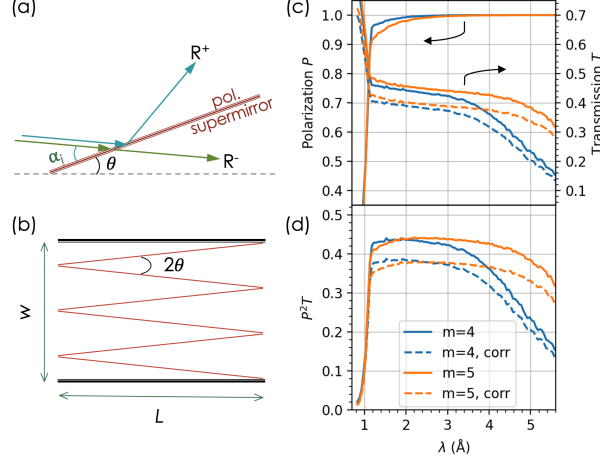 (a)
R⁺
pol.
supermirror
αᵢ
θ
R⁻
(b)
2θ
w
L
(c)
Polarization P
1.0
0.9
0.8
0.7
0.6
0.5
0.4
Transmission T
0.7
0.6
0.5
0.4
0.3
0.2
0.1
(d)
P²T
0.5
0.4
0.3
0.2
0.1
0.0
m=4
m=4, corr
m=5
m=5, corr
1 2 3 4 5
λ (Å)